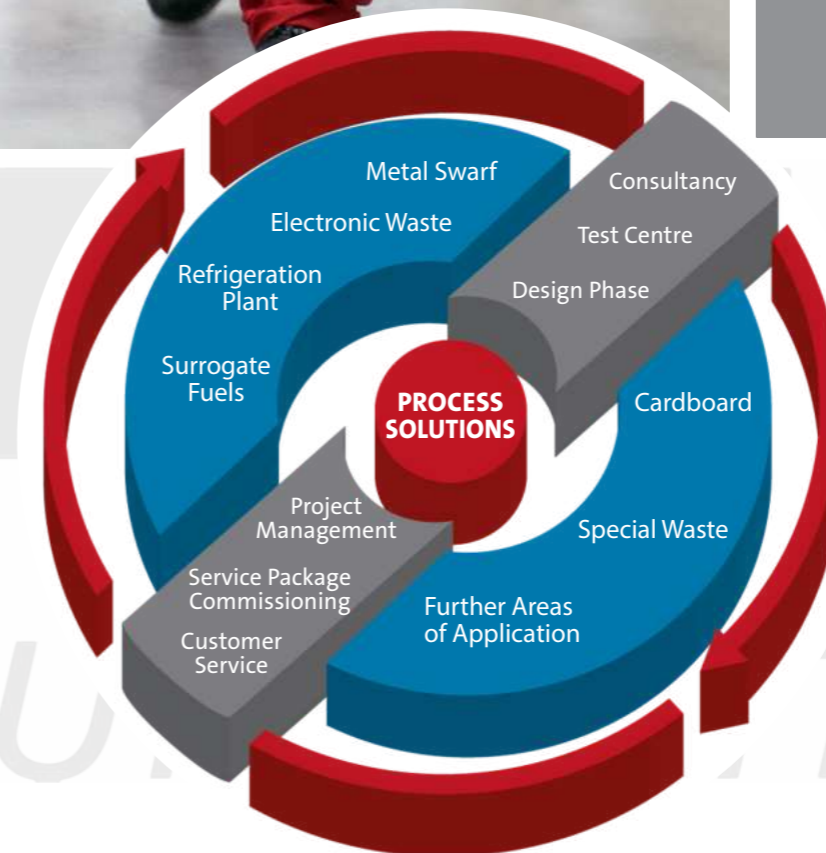 Metal Swarf
Electronic Waste
Refrigeration
Plant
Surrogate
Fuels
Consultancy
Test Centre
Design Phase
PROCESS
SOLUTIONS
Cardboard
Special Waste
Further Areas
of Application
Project
Management
Service Package
Commissioning
Customer
Service